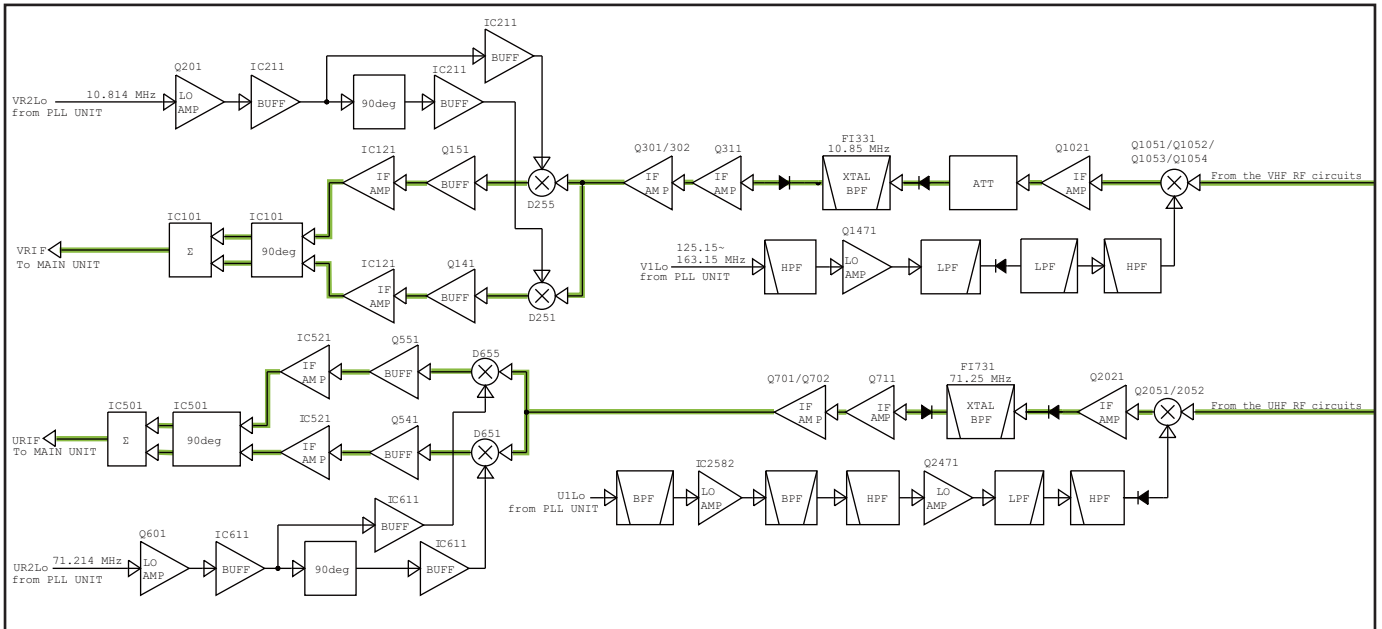 IC211
BUFF
Q201
IC211
IC211
VR2Lo
10.814 MHz
from PLL UNIT
LO
AMP
BUFF
90deg
BUFF
IC121
Q151
IF
AMP
BUFF
D255
Q301/302
Q311
IF
AMP
IF
AMP
FI331
10.85 MHz
XTAL
BPF
ATT
Q1021
IF
AMP
Q1051/Q1052/
Q1053/Q1054
From the VHF RF circuits
IC101
IC101
VRIF
To MAIN UNIT
Σ
90deg
IC121
Q141
IF
AMP
BUFF
D251
V1Lo
from PLL UNIT
125.15~
163.15 MHz
HPF
Q1471
LO
AMP
LPF
LPF
HPF
IC521
Q551
IF
AMP
BUFF
D655
IC501
IC501
URIF
To MAIN UNIT
Σ
90deg
IC521
Q541
IF
AMP
BUFF
D651
Q701/Q702
Q711
IF
AMP
IF
AMP
FI731
71.25 MHz
XTAL
BPF
Q2021
IF
AMP
Q2051/2052
From the UHF RF circuits
U1Lo
from PLL UNIT
BPF
IC2582
LO
AMP
BPF
HPF
Q2471
LO
AMP
LPF
HPF
IC611
BUFF
Q601
IC611
IC611
UR2Lo
71.214 MHz
from PLL UNIT
LO
AMP
BUFF
90deg
BUFF